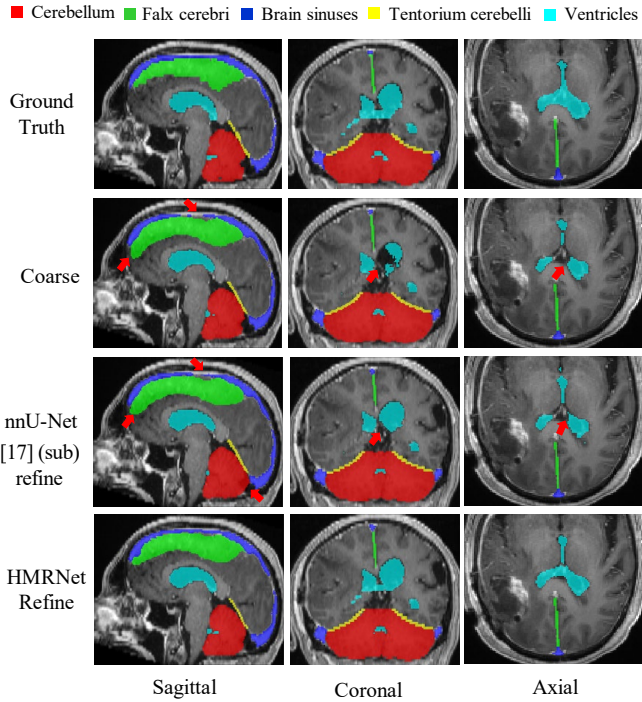 Cerebellum Falx cerebri Brain sinuses Tentorium cerebelli Ventricles
Ground
Truth
Coarse
nnU-Net
[17] (sub)
refine
HMRNet
Refine
Sagittal Coronal Axial